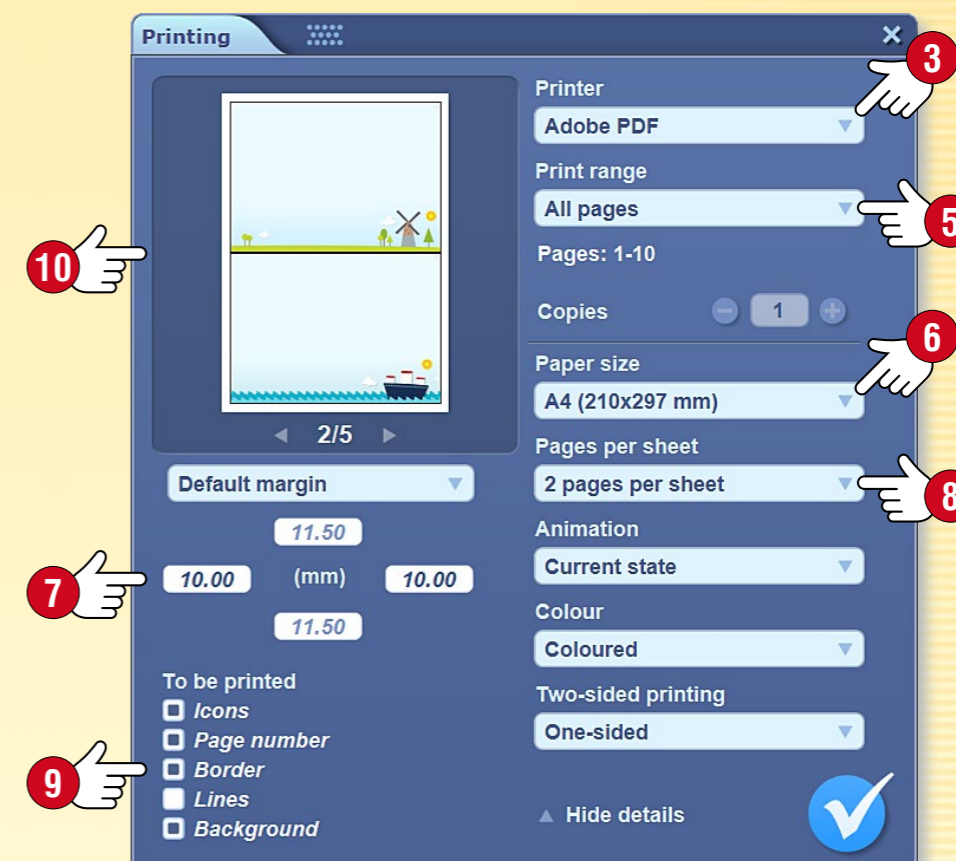 Printing
3
Printer
Adobe PDF
Print range
All pages
5
Pages: 1-10
10
Copies
1
6
Paper size
A4 (210x297 mm)
2/5
Pages per sheet
2 pages per sheet
8
Default margin
11.50
Animation
Current state
7
10.00 (mm) 10.00
11.50
Colour
Coloured
Two-sided printing
One-sided
To be printed
Icons
Page number
9
Border
Lines
Background
Hide details